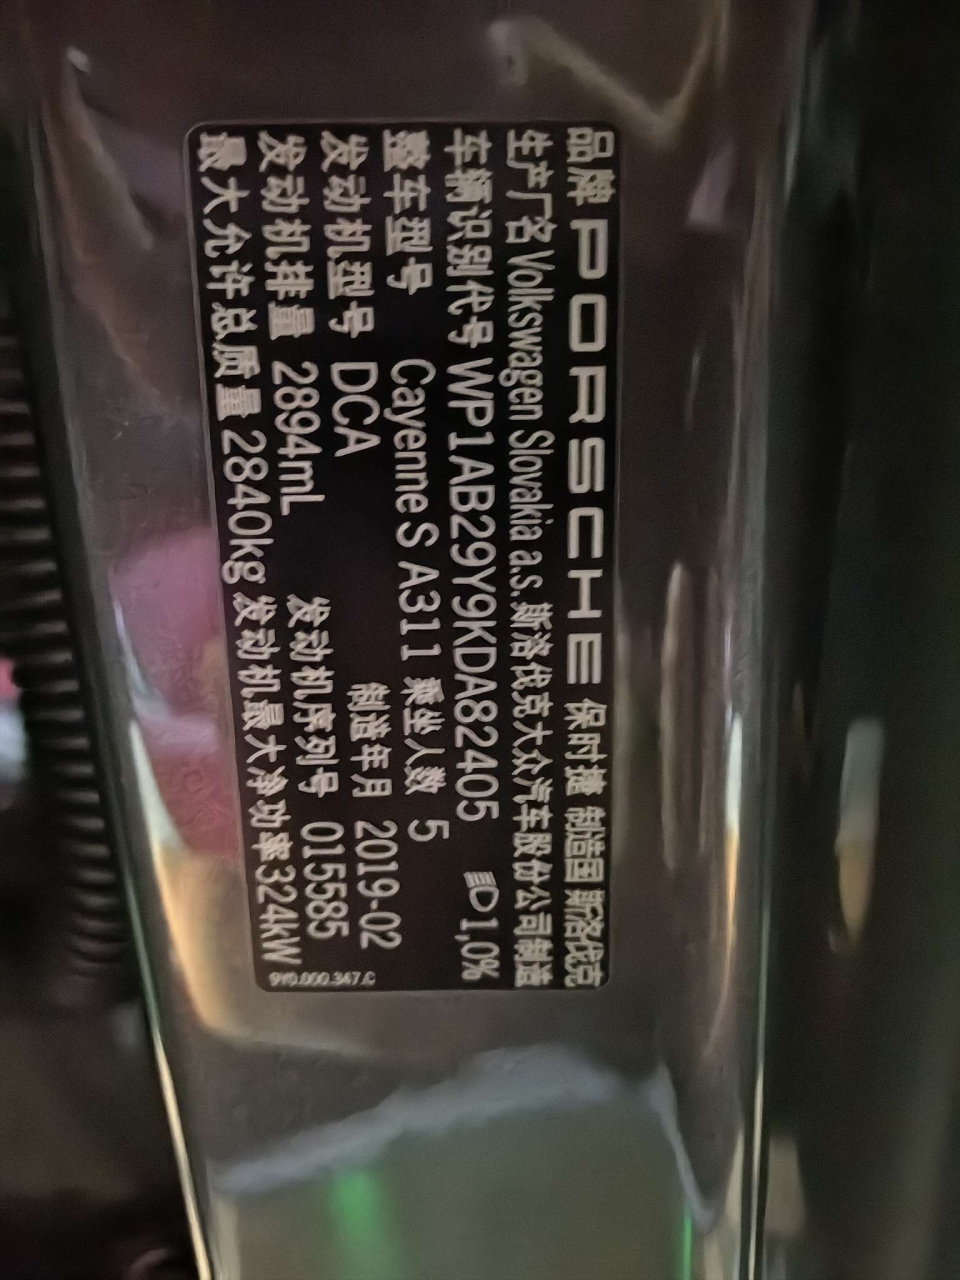 品牌 PORSCHE 保时捷 制造国 斯洛伐克
生产厂名 Volkswagen Slovakia a.s. 斯洛伐克大众汽车股份公司制造
车辆识别代号 WP1AB29Y9KDA82405 1,0%
整车型号 Cayenne S A311 乘坐人数 5
发动机型号 DCA 制造年月 2019-02
发动机排量 2894mL 发动机序列号 015585
最大允许总质量 2840kg 发动机最大净功率324kW
9Y0.000.347.C